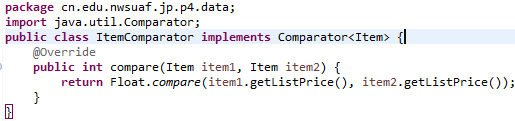 package cn.edu.nwsuaf.jp.p4.data;
import java.util.Comparator;
public class ItemComparator implements Comparator<Item> {
@Override
public int compare(Item item1, Item item2) {
return Float.compare(item1.getListPrice(), item2.getListPrice());
}
}